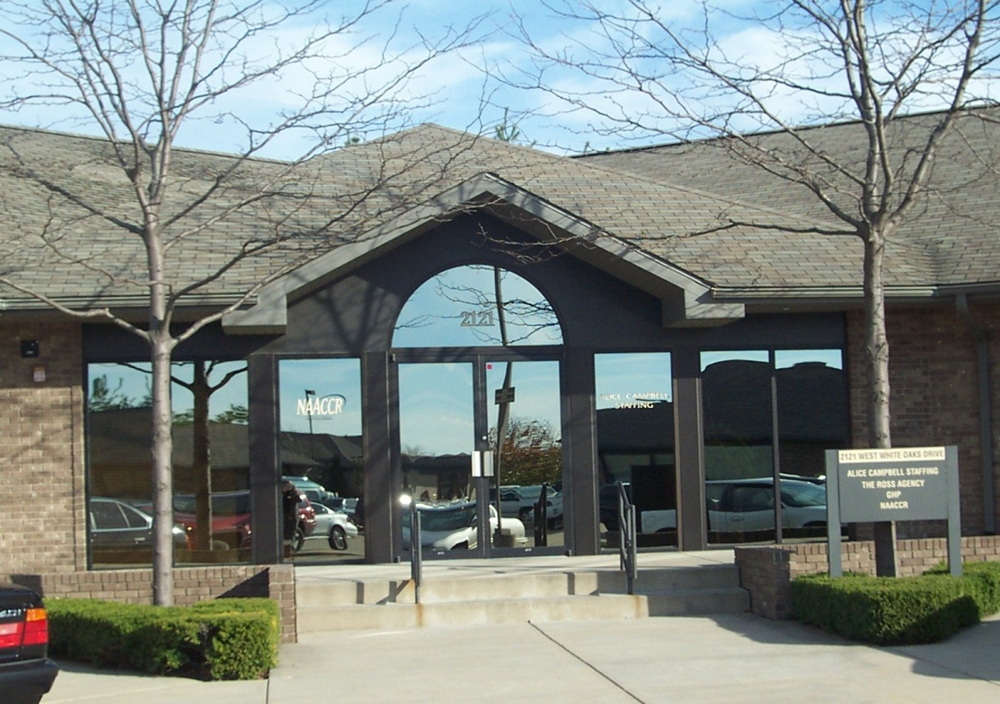 2121
NAACCR
ALICE CAMPBELL
STAFFING
2121 WEST WHITE OAKS DRIVE
ALICE CAMPBELL STAFFING
THE ROSS AGENCY
GHP
NAACCR